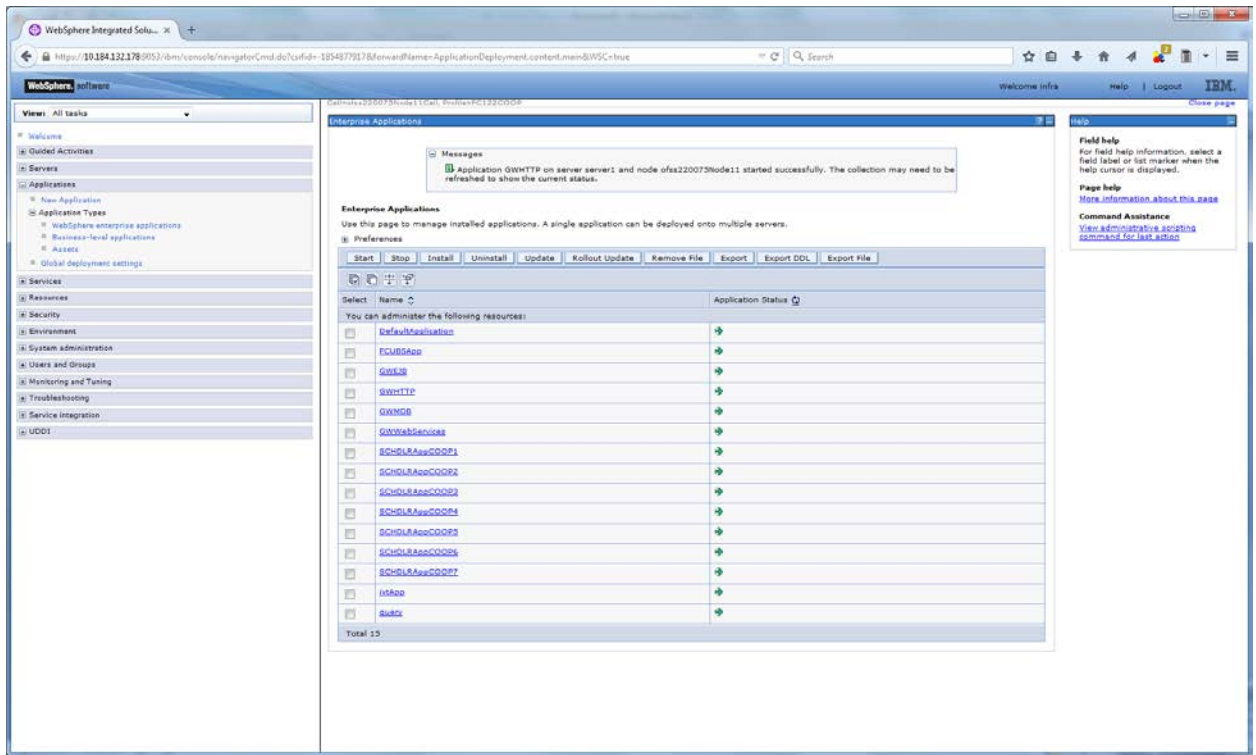 WebSphere Integrated Solu... ×
https://10.184.132.178:9053/ibm/console/navigatorCmd.do?csrfid=-1854877917&forwardName=ApplicationDeployment.content.main&WSC=true
Search
WebSphere. software
Welcome infra
Help | Logout
IBM.
View: All tasks
Welcome
Guided Activities
Servers
Applications
New Application
Application Types
WebSphere enterprise applications
Business-level applications
Assets
Global deployment settings
Services
Resources
Security
Environment
System administration
Users and Groups
Monitoring and Tuning
Troubleshooting
Service integration
UDDI
Cell=ofss220075Node11Cell, Profile=FC122COOP
Close page
Enterprise Applications
Messages
Application GWHTTP on server server1 and node ofss220075Node11 started successfully. The collection may need to be
refreshed to show the current status.
Enterprise Applications
Use this page to manage installed applications. A single application can be deployed onto multiple servers.
Preferences
Start Stop Install Uninstall Update Rollout Update Remove File Export Export DDL Export File
Select Name Application Status
You can administer the following resources:
DefaultApplication
FCUBSApp
GWEJB
GWHTTP
GWMDB
GWWebServices
SCHDLRAppCOOP1
SCHDLRAppCOOP2
SCHDLRAppCOOP3
SCHDLRAppCOOP4
SCHDLRAppCOOP5
SCHDLRAppCOOP6
SCHDLRAppCOOP7
ivtApp
query
Total 15
Help
Field help
For field help information, select a
field label or list marker when the
help cursor is displayed.
Page help
More information about this page
Command Assistance
View administrative scripting
command for last action